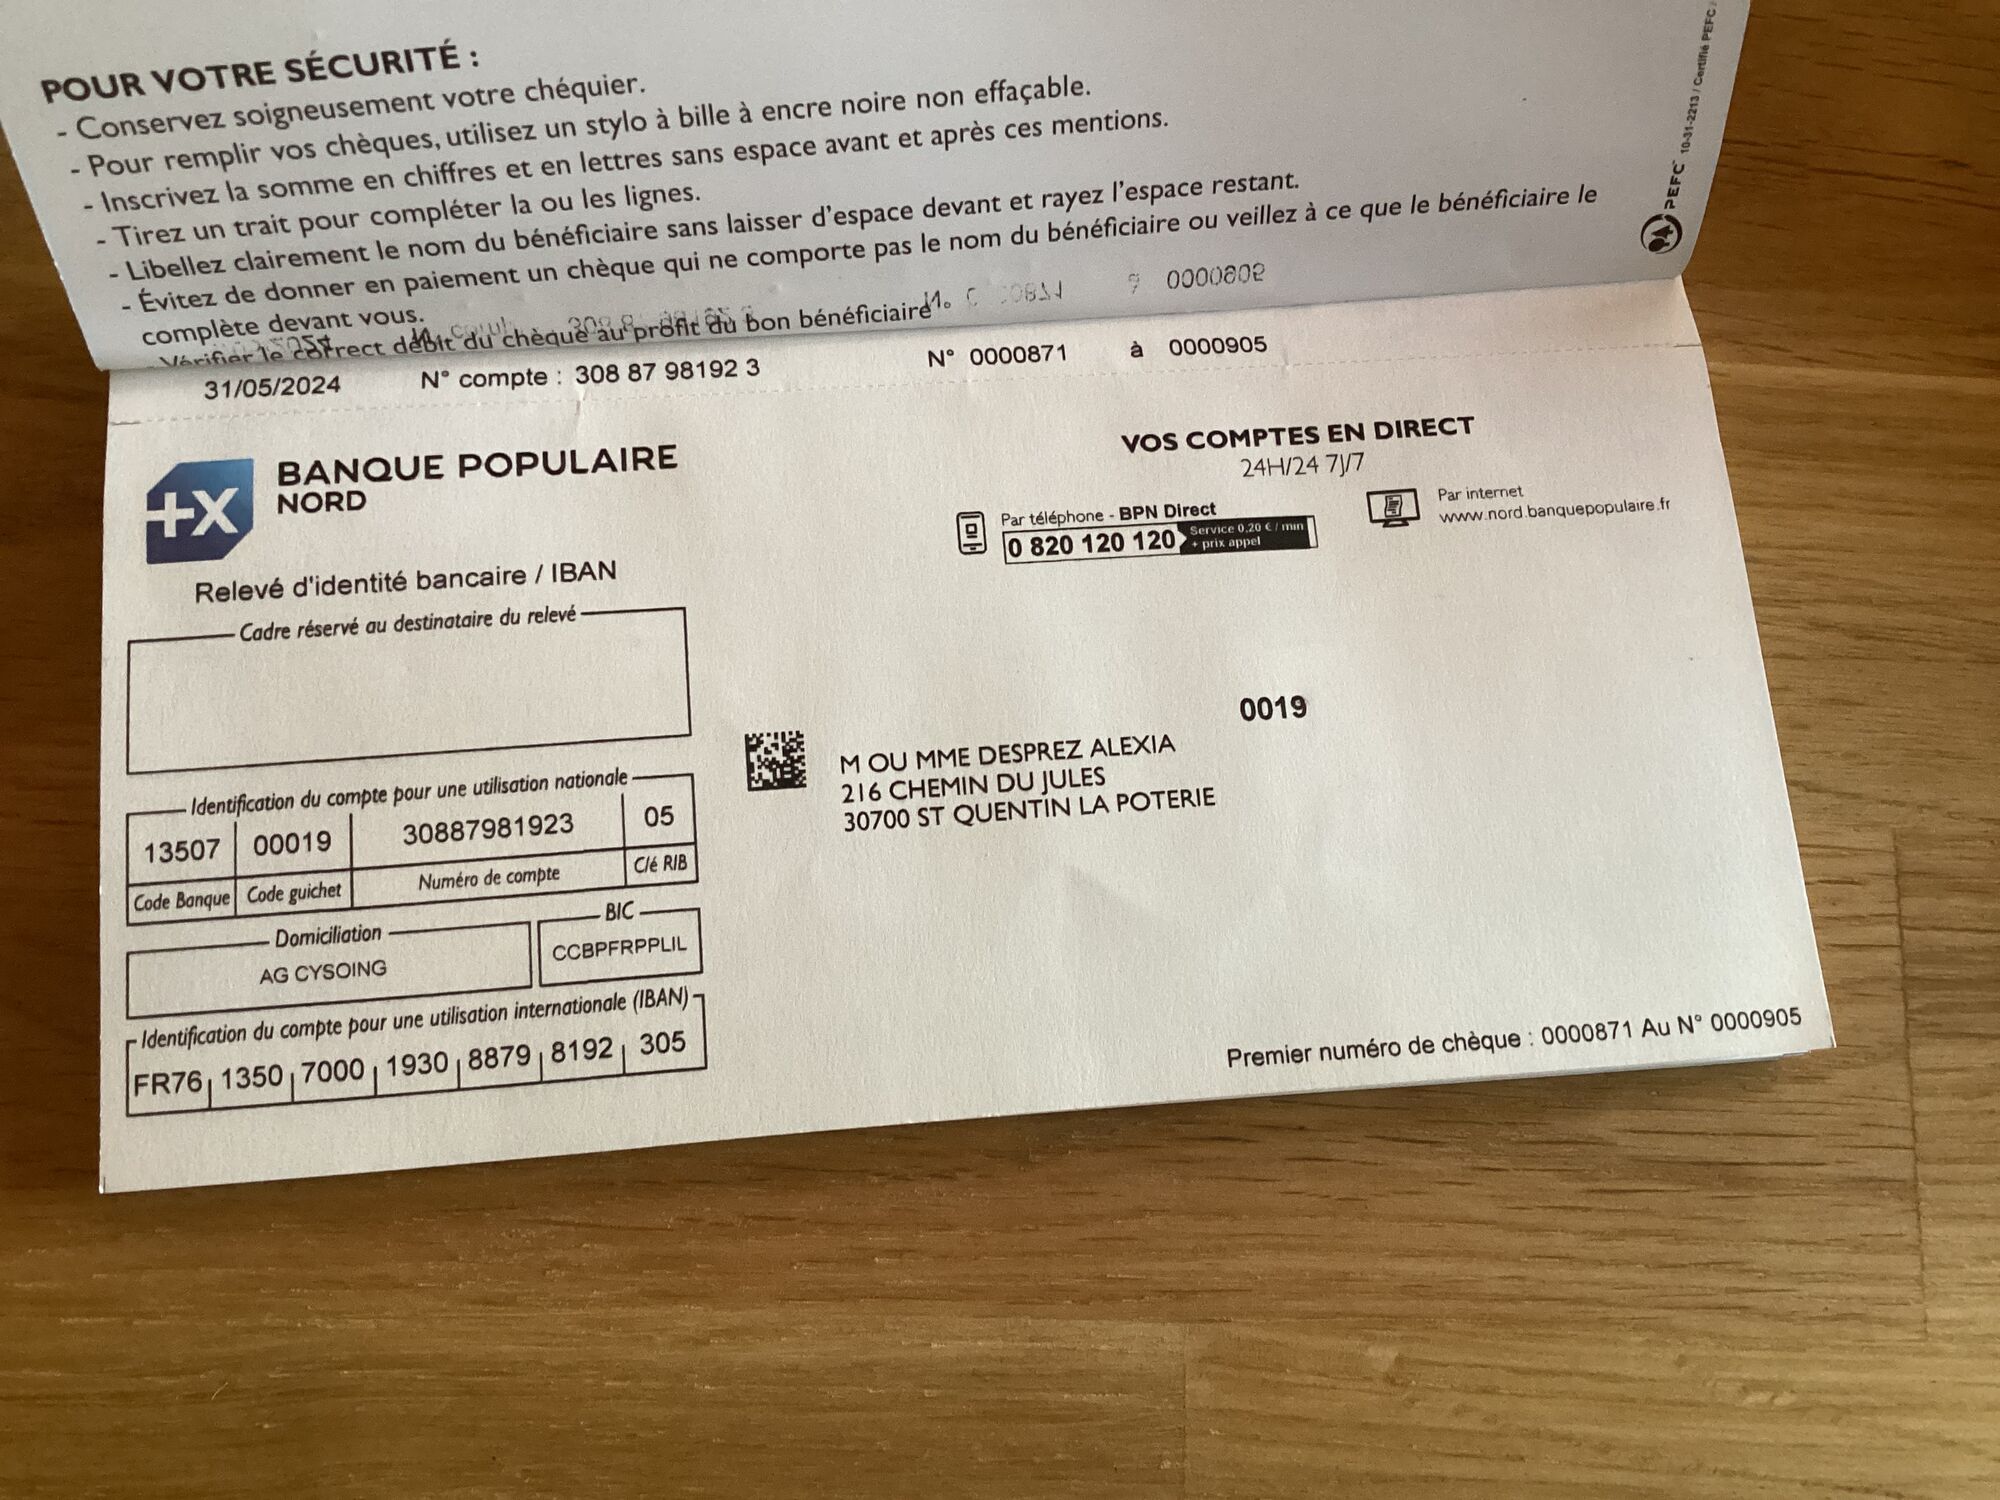 POUR VOTRE SÉCURITÉ :
- Conservez soigneusement votre chéquier.
- Pour remplir vos chèques, utilisez un stylo à bille à encre noire non effaçable.
- Inscrivez la somme en chiffres et en lettres sans espace avant et après ces mentions.
- Tirez un trait pour compléter la ou les lignes.
- Libellez clairement le nom du bénéficiaire sans laisser d'espace devant et rayez l'espace restant.
- Évitez de donner en paiement un chèque qui ne comporte pas le nom du bénéficiaire ou veillez à ce que le bénéficiaire le
complète devant vous.
- Vérifier le correct débit du chèque au profit du bon bénéficiaire
PEFC 10-31-2213 / Certifié PEFC /
31/05/2024 N° compte : 308 87 98192 3 N° 0000871 à 0000905
BANQUE POPULAIRE
NORD
VOS COMPTES EN DIRECT
24H/24 7J/7
Par téléphone - BPN Direct
0 820 120 120 Service 0,20 € / min
+ prix appel
Par internet
www.nord.banquepopulaire.fr
Relevé d'identité bancaire / IBAN
Cadre réservé au destinataire du relevé
0019
M OU MME DESPREZ ALEXIA
216 CHEMIN DU JULES
30700 ST QUENTIN LA POTERIE
Identification du compte pour une utilisation nationale
13507 00019 30887981923 05
Code Banque Code guichet Numéro de compte Clé RIB
Domiciliation BIC
AG CYSOING CCBPFRPPLIL
Identification du compte pour une utilisation internationale (IBAN)
FR76 1350 7000 1930 8879 8192 305
Premier numéro de chèque : 0000871 Au N° 0000905